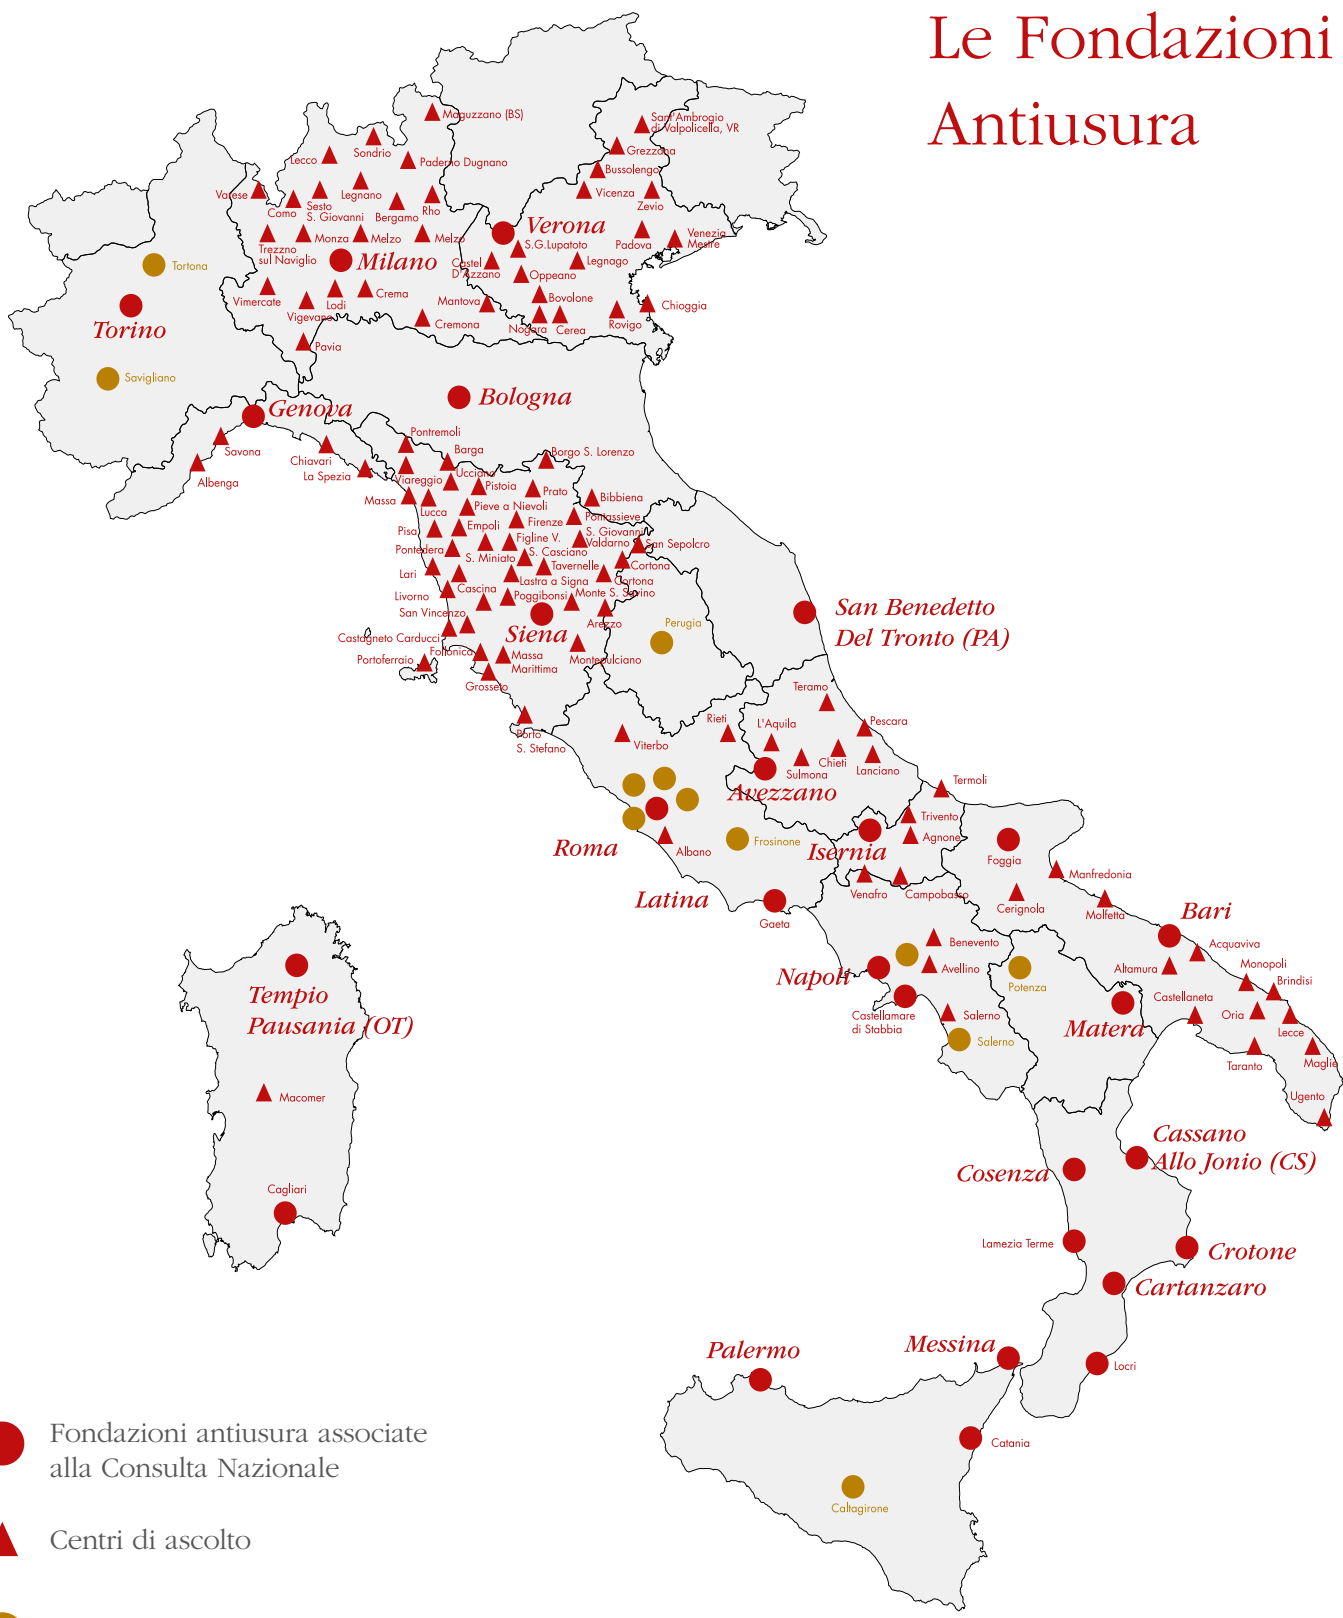 Le Fondazioni
Antiusura
Maguzzano (BS)
Sant'Ambrogio
di Valpolicella, VR
Sondrio
Lecco
Paderno Dugnano
Grezzana
Bussolengo
Varese
Como
Sesto
S. Giovanni
Legnano
Bergamo
Rho
Vicenza
Zevio
Verona
S.G.Lupatoto
Padova
Venezia
Mestre
Trezzno
sul Naviglio
Monza
Melzo
Melzo
Milano
Castel
D'Azzano
Oppeano
Legnago
Tortona
Vimercate
Vigevano
Lodi
Crema
Mantova
Bovolone
Chioggia
Torino
Cremona
Nogara
Cerea
Rovigo
Pavia
Savigliano
Bologna
Genova
Savona
Albenga
Chiavari
La Spezia
Pontremoli
Barga
Borgo S. Lorenzo
Viareggio
Ucciano
Pistoia
Prato
Bibbiena
Massa
Lucca
Pieve a Nievoli
Pontassieve
Pisa
Empoli
Firenze
S. Giovanni
Valdarno
San Sepolcro
Figline V.
Pontedera
S. Miniato
S. Casciano
Tavernelle
Cortona
Lari
Lastra a Signa
Cortona
Livorno
Cascina
Poggibonsi
Monte S. Savino
San Vincenzo
Arezzo
Siena
Castagneto Carducci
Portoferraio
Follonica
Massa
Marittima
Montepulciano
Grosseto
Perugia
San Benedetto
Del Tronto (PA)
Porto
S. Stefano
Viterbo
Rieti
L'Aquila
Teramo
Pescara
Sulmona
Chieti
Lanciano
Avezzano
Termoli
Trivento
Agnone
Roma
Albano
Frosinone
Isernia
Venafro
Campobasso
Foggia
Manfredonia
Cerignola
Molfetta
Latina
Gaeta
Bari
Acquaviva
Altamura
Monopoli
Brindisi
Castellaneta
Oria
Lecce
Taranto
Maglie
Ugento
Benevento
Napoli
Avellino
Potenza
Castellamare
di Stabbia
Salerno
Salerno
Matera
Tempio
Pausania (OT)
Macomer
Cagliari
Cassano
Allo Jonio (CS)
Cosenza
Lamezia Terme
Crotone
Cartanzaro
Messina
Palermo
Locri
Catania
Caltagirone
Fondazioni antiusura associate
alla Consulta Nazionale
Centri di ascolto